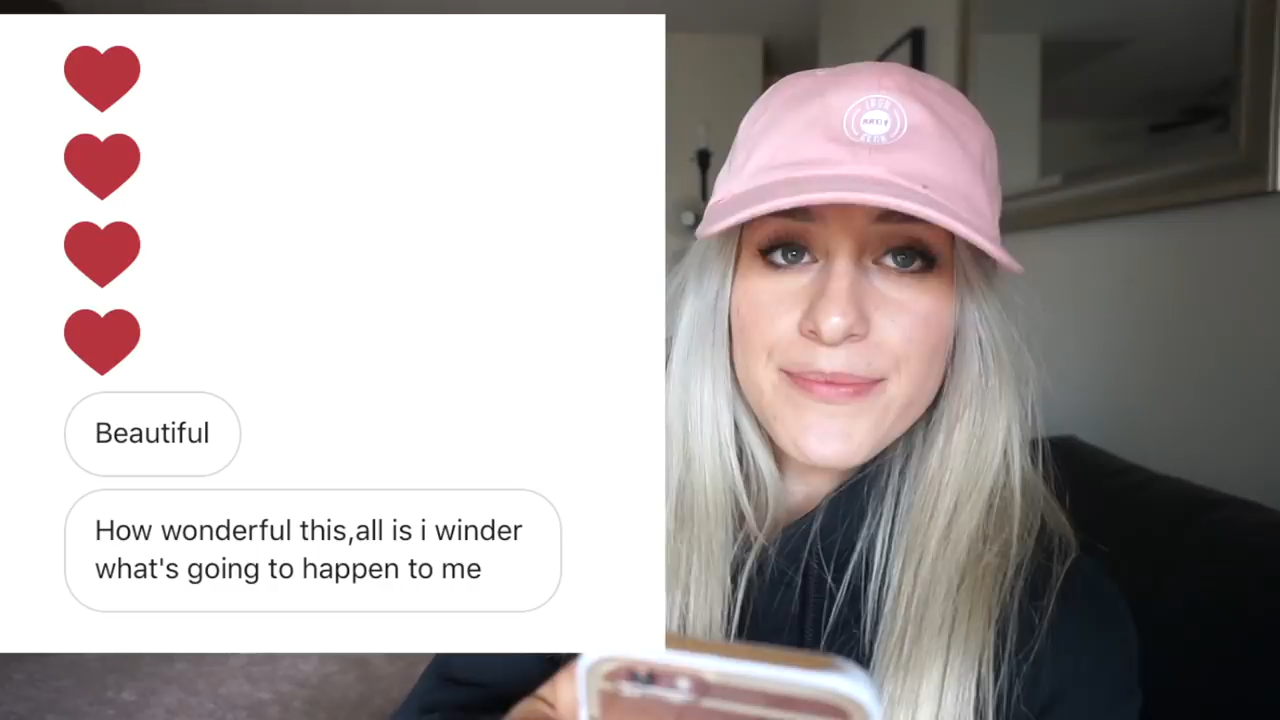 Beautiful
How wonderful this,all is i winder
what's going to happen to me